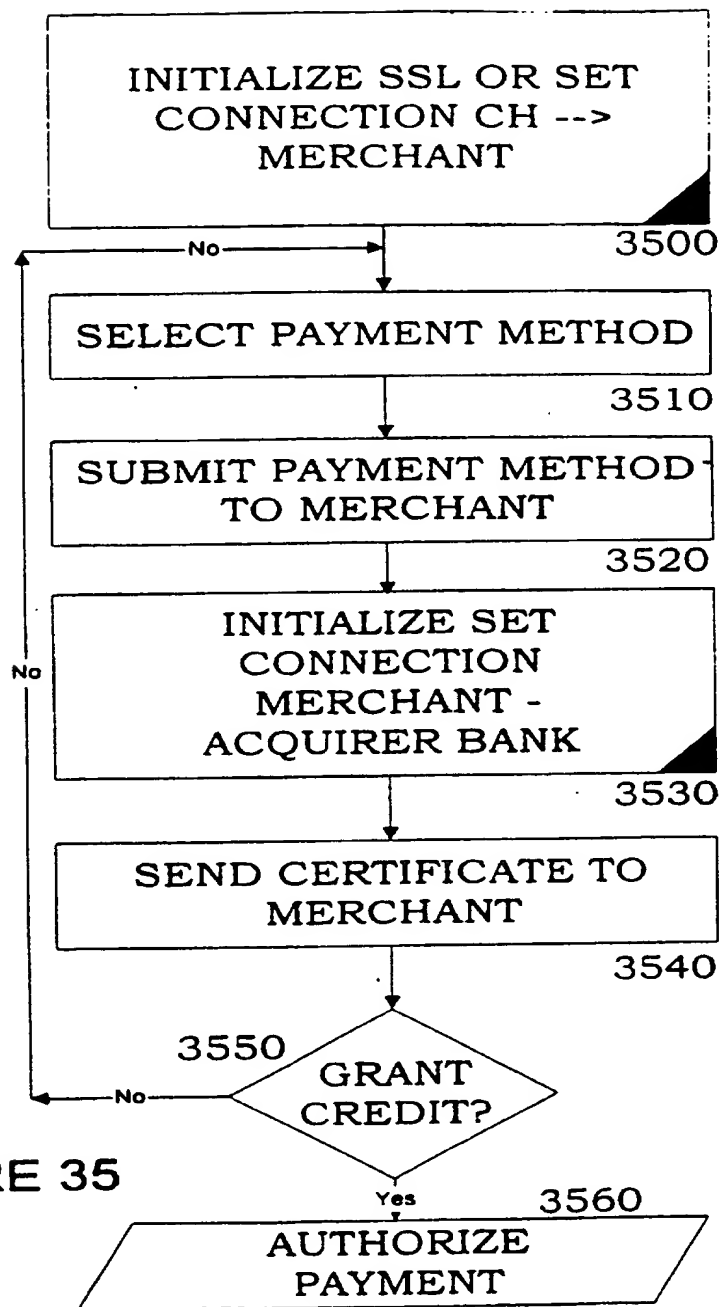 INITIALIZE SSL OR SET
CONNECTION CH -->
MERCHANT
3500
No
SELECT PAYMENT METHOD
3510
SUBMIT PAYMENT METHOD
TO MERCHANT
3520
INITIALIZE SET
CONNECTION
MERCHANT -
ACQUIRER BANK
3530
No
SEND CERTIFICATE TO
MERCHANT
3540
3550
GRANT
CREDIT?
No
RE 35
Yes
3560
AUTHORIZE
PAYMENT